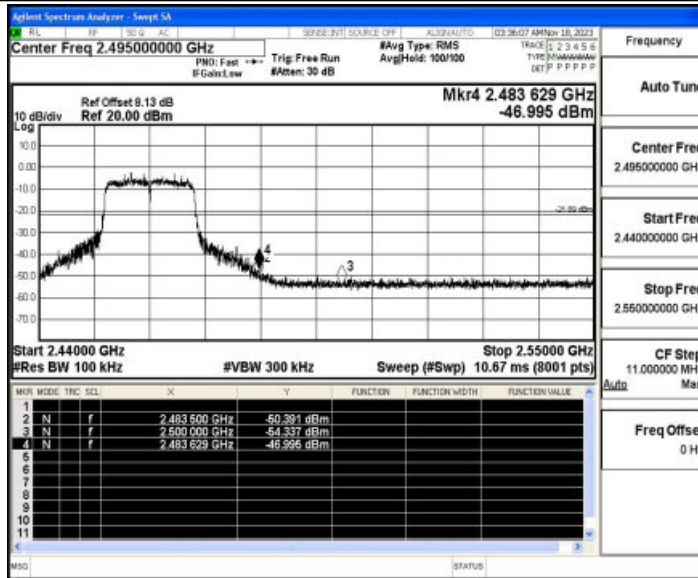 Agilent Spectrum Analyzer - Swept SA
RL RF 50 Ω AC SENSE:INT SOURCE OFF ALIGNAUTO 03:36:07 AM Nov 18, 2023
Center Freq 2.495000000 GHz
PNO: Fast Trig: Free Run
IFGain:Low #Atten: 30 dB
#Avg Type: RMS
Avg|Hold: 100/100
TRACE 1 2 3 4 5 6
TYPE
DET P P P P P P
Mkr4 2.483 629 GHz
-46.995 dBm
Ref Offset 8.13 dB
10 dB/div Ref 20.00 dBm
Log
10.0
0.00
-10.0
-20.0
-30.0
-40.0
-50.0
-60.0
-70.0
4
3
Start 2.44000 GHz Stop 2.55000 GHz
#Res BW 100 kHz #VBW 300 kHz Sweep (#Swp) 10.67 ms (8001 pts)
MKR MODE TRC SCL X Y FUNCTION FUNCTION WIDTH FUNCTION VALUE
1
2 N f 2.483 500 GHz -50.391 dBm
3 N f 2.500 000 GHz -54.337 dBm
4 N f 2.483 629 GHz -46.995 dBm
5
6
7
8
9
10
11
MSG STATUS
Frequency
Auto Tune
Center Freq
2.495000000 GH
Start Freq
2.440000000 GH
Stop Freq
2.550000000 GH
CF Step
11.000000 MH
Auto Ma
Freq Offse
0 H